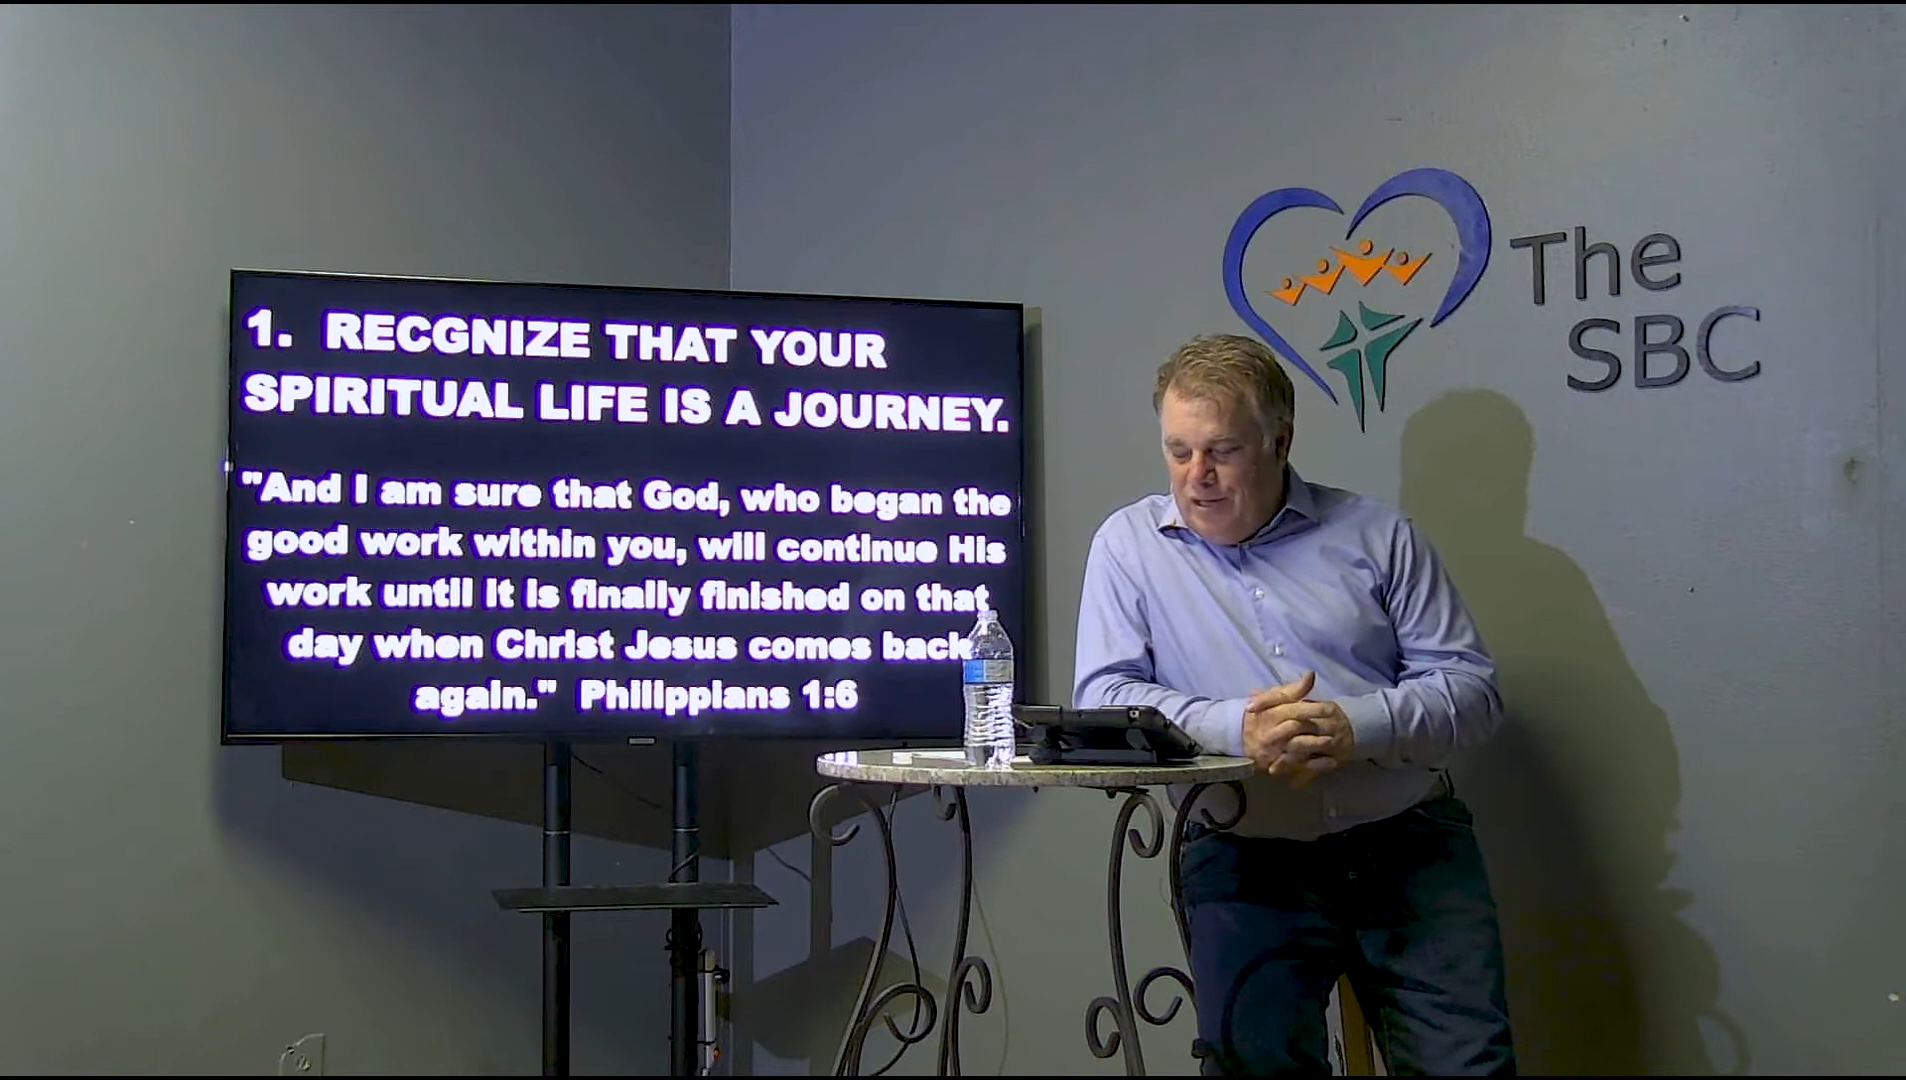 1. RECGNIZE THAT YOUR
SPIRITUAL LIFE IS A JOURNEY.
"And I am sure that God, who began the
good work within you, will continue His
work until it is finally finished on that
day when Christ Jesus comes back
again." Philippians 1:6
The
SBC